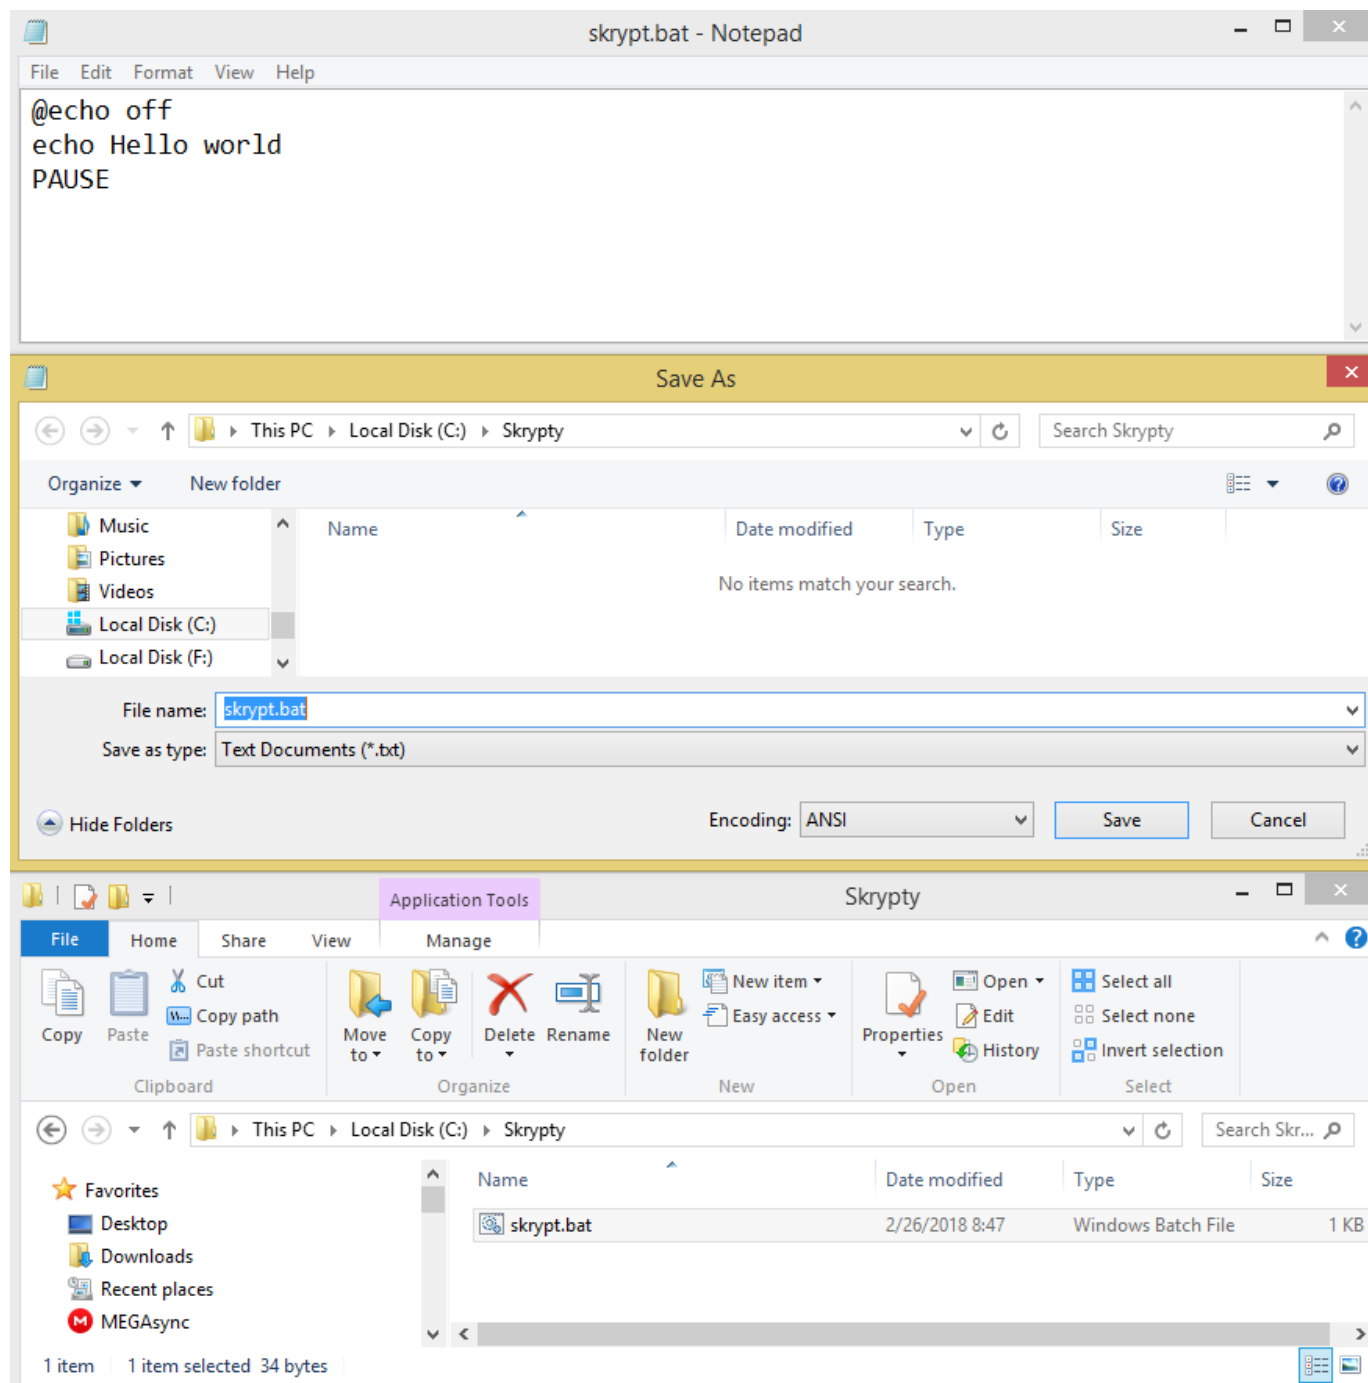 skrypt.bat - Notepad
File Edit Format View Help
@echo off
echo Hello world
PAUSE
Save As
This PC Local Disk (C:) Skrypty
Search Skrypty
Organize New folder
Music
Pictures
Videos
Local Disk (C:)
Local Disk (F:)
Name Date modified Type Size
No items match your search.
File name: skrypt.bat
Save as type: Text Documents (*.txt)
Hide Folders
Encoding: ANSI Save Cancel
Application Tools
Skrypty
File Home Share View Manage
Copy Paste
Cut
Copy path
Paste shortcut
Clipboard
Move to Copy to Delete Rename
Organize
New folder
New item
Easy access
New
Properties
Open
Edit
History
Open
Select all
Select none
Invert selection
Select
This PC Local Disk (C:) Skrypty
Search Skr...
Favorites
Desktop
Downloads
Recent places
MEGAsync
Name Date modified Type Size
skrypt.bat 2/26/2018 8:47 Windows Batch File 1 KB
1 item 1 item selected 34 bytes